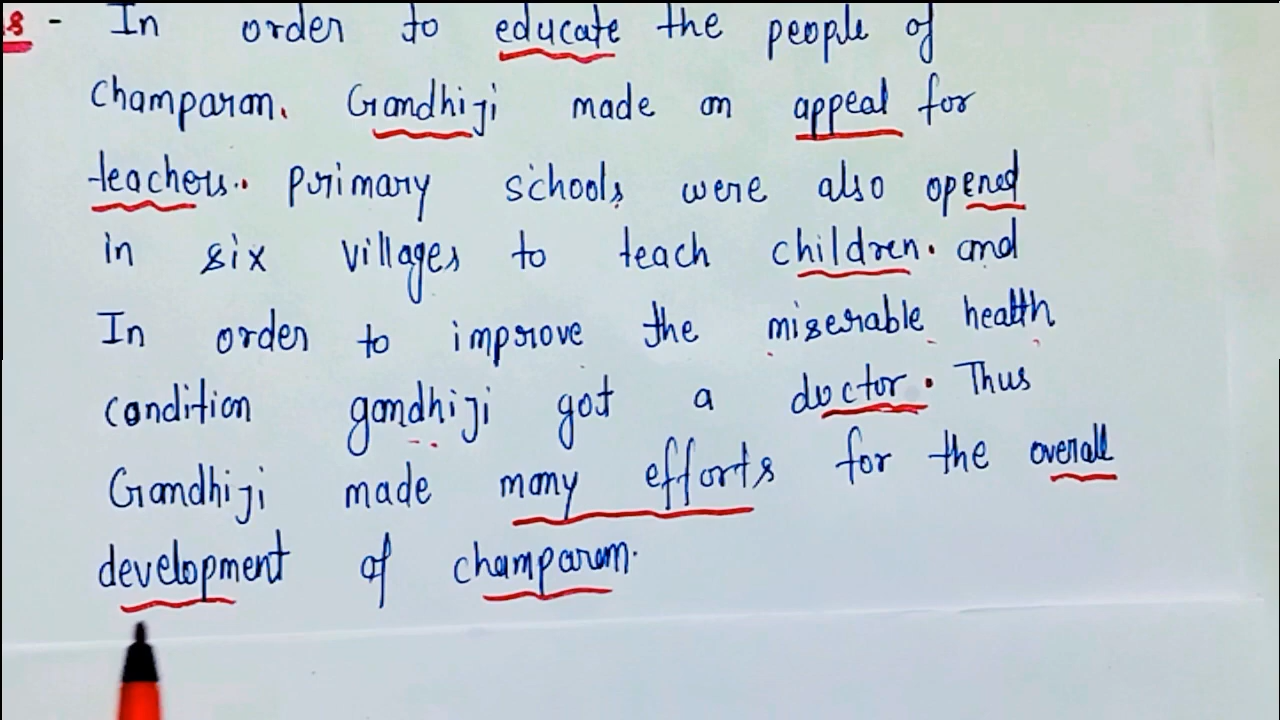 s - In order to educate the people of
Champaran. Gandhiji made an appeal for
teachers. primary schools were also opened
in six villages to teach children. and
In order to improve the miserable health
condition gandhiji got a doctor. Thus
Gandhiji made many efforts for the overall
development of champaran.